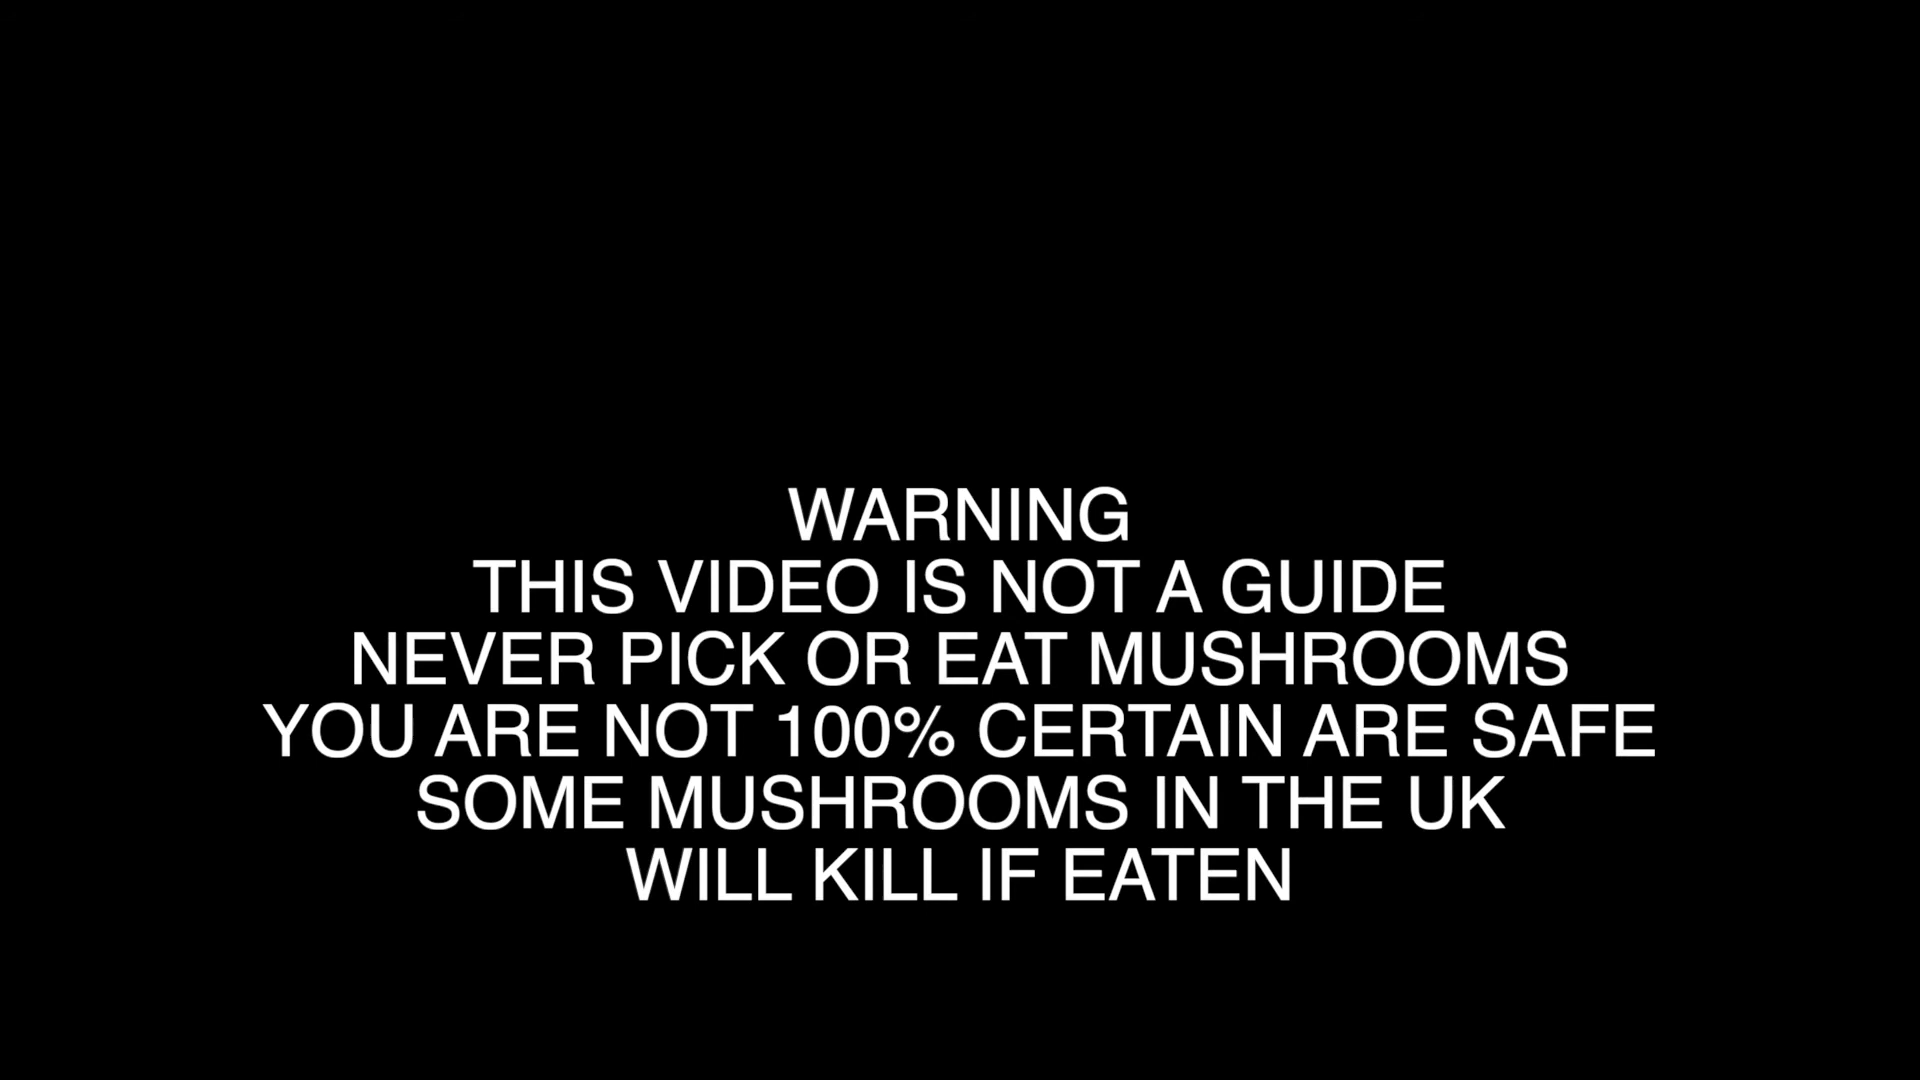 WARNING
THIS VIDEO IS NOT A GUIDE
NEVER PICK OR EAT MUSHROOMS
YOU ARE NOT 100% CERTAIN ARE SAFE
SOME MUSHROOMS IN THE UK
WILL KILL IF EATEN